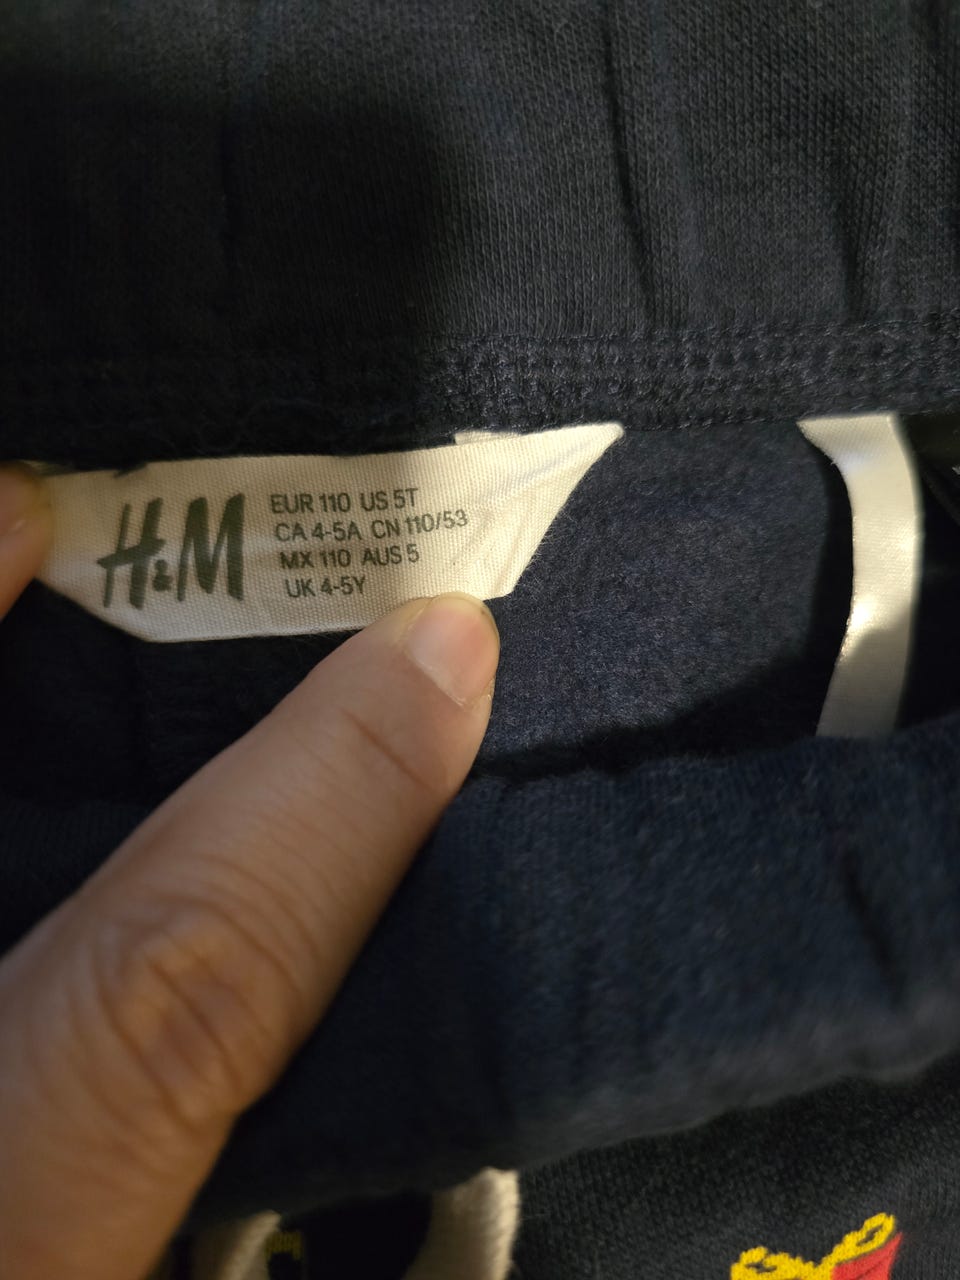 H&M
EUR 110 US 5T
CA 4-5A CN 110/53
MX 110 AUS 5
UK 4-5Y